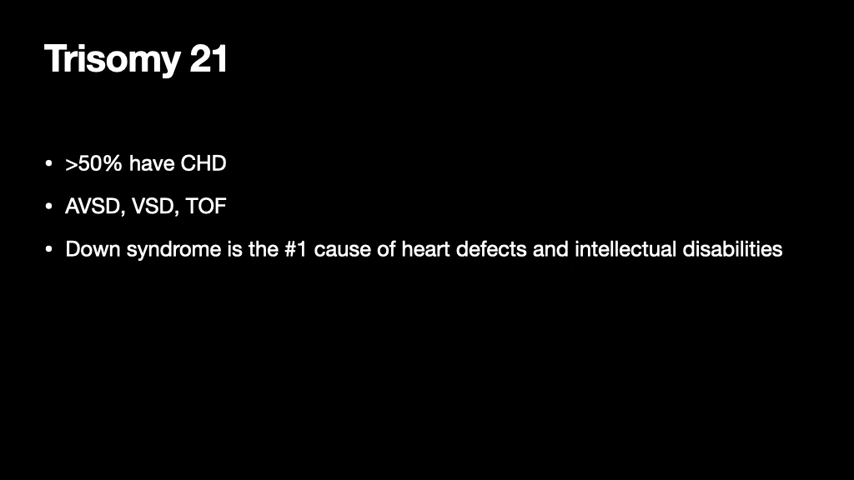 Trisomy 21
• >50% have CHD
• AVSD, VSD, TOF
• Down syndrome is the #1 cause of heart defects and intellectual disabilities